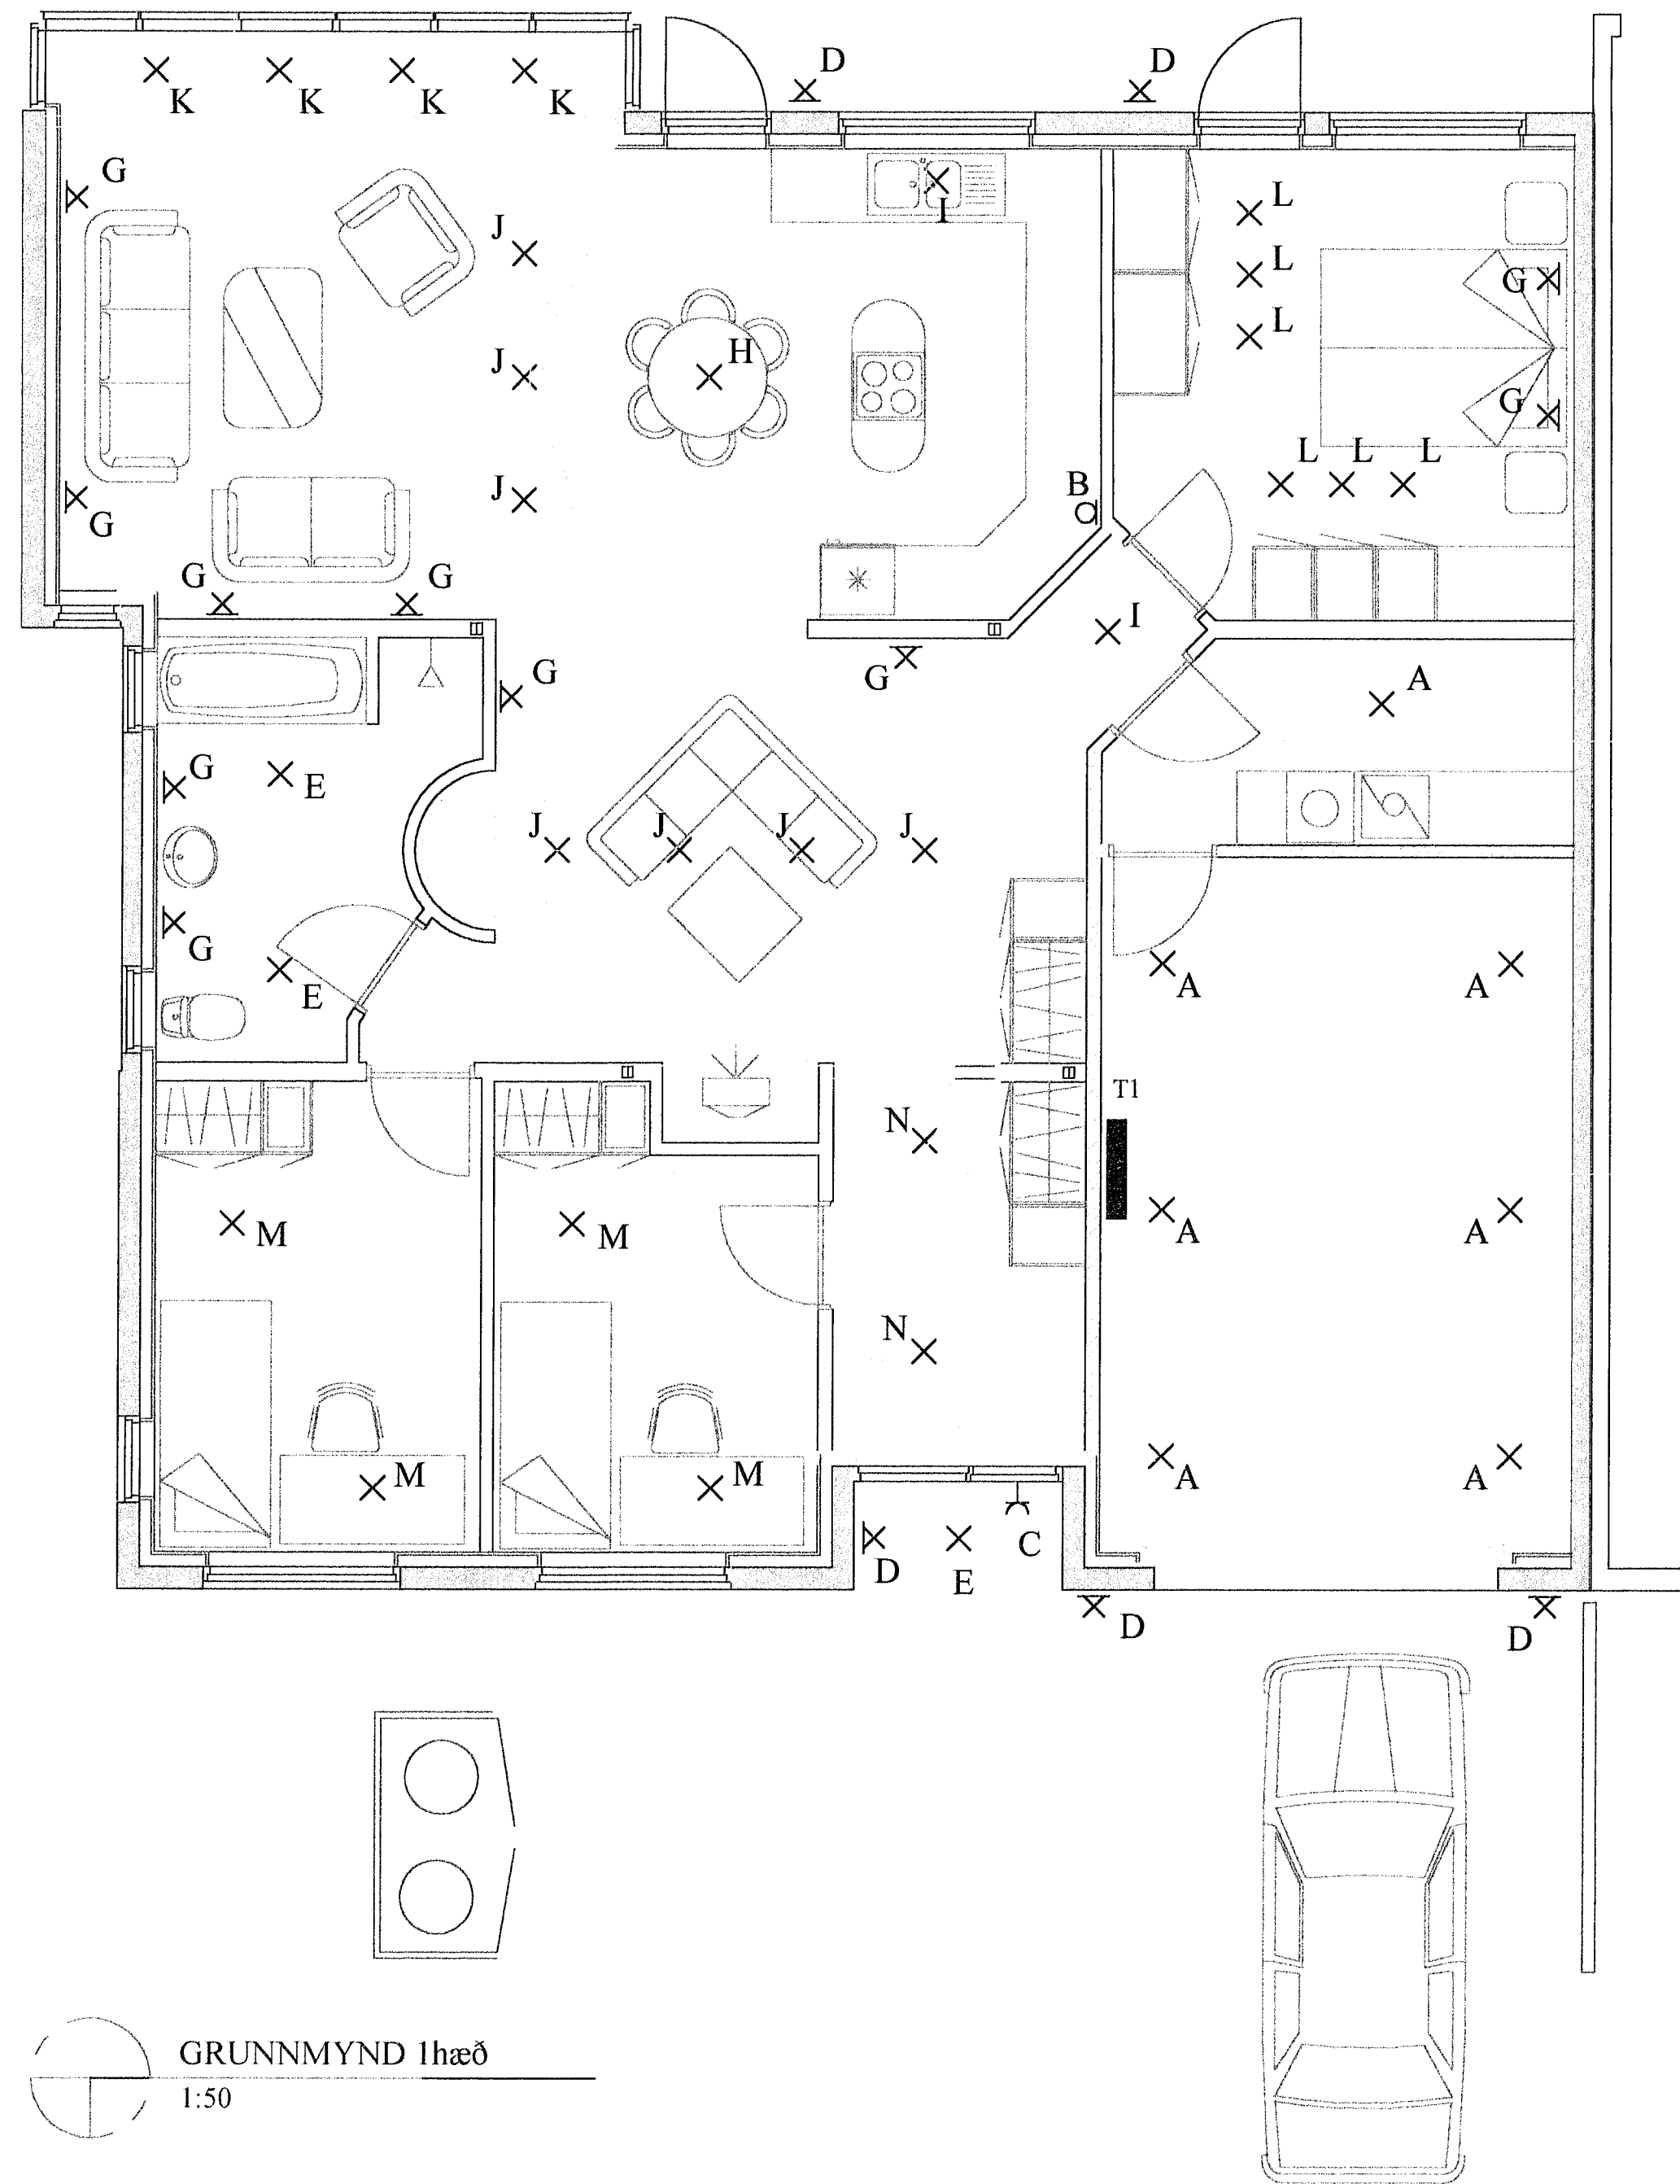 D D
K K K K
G
L
J I
L
G
L
J H
G
L L L
J B
G
G G
I
G G
A
G E
J J J J
G
E
A A
T1
N
A A
M M
N
M M
A A
D E C
D D
GRUNNMYND 1hæð
1:50